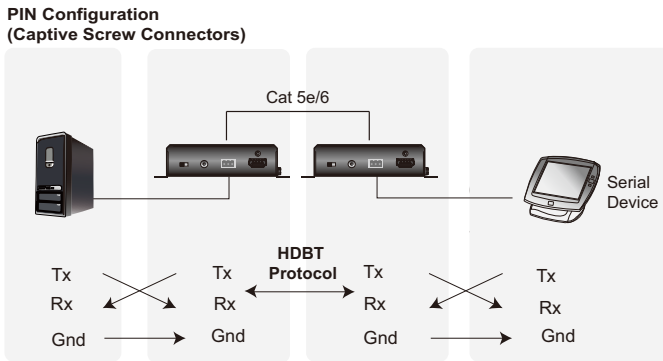 PIN Configuration
(Captive Screw Connectors)
Cat 5e/6
Serial
Device
HDBT
Protocol
Tx Tx Tx Tx
Rx Rx Rx Rx
Gnd Gnd Gnd Gnd